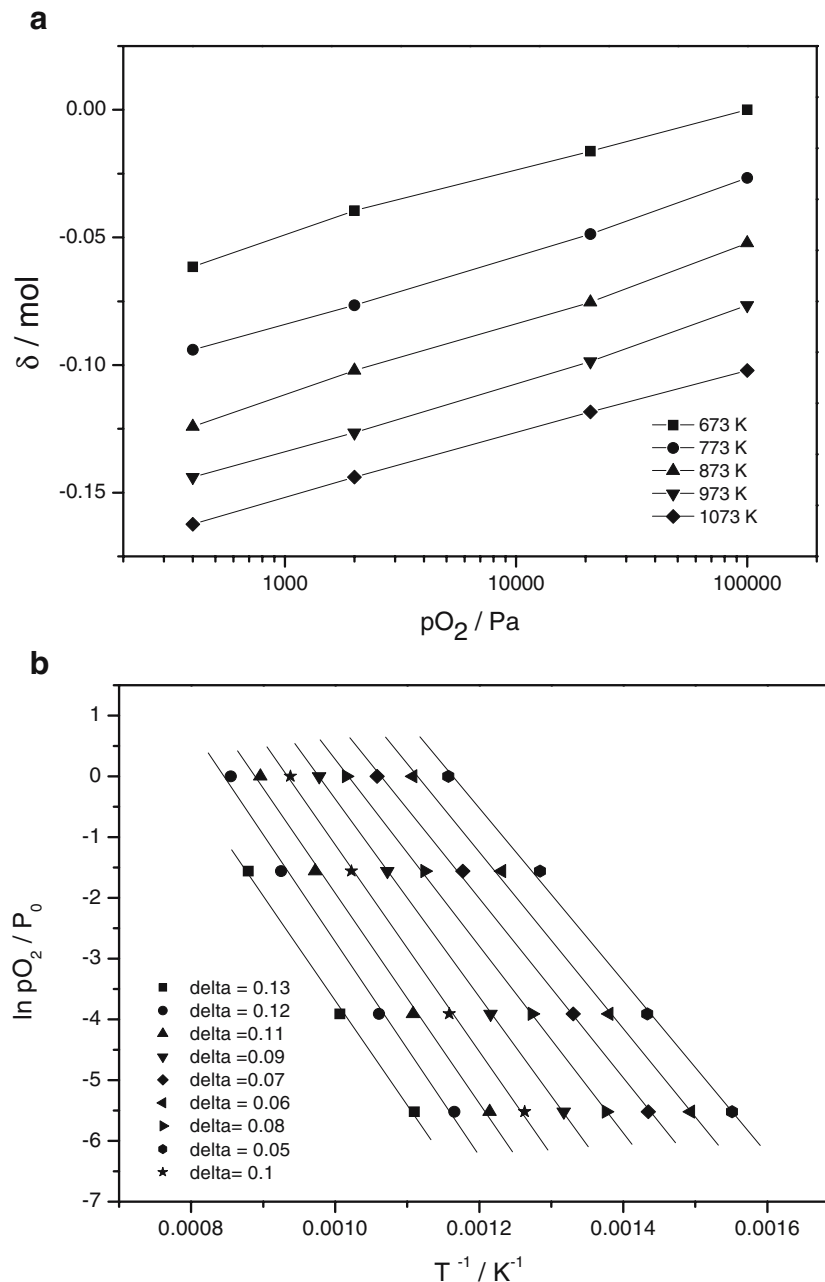 a
0.00
-0.05
-0.10
-0.15
δ / mol
673 K
773 K
873 K
973 K
1073 K
1000
10000
100000
pO₂ / Pa
b
1
0
-1
-2
-3
-4
-5
-6
-7
ln pO₂ / P₀
delta = 0.13
delta = 0.12
delta =0.11
delta =0.09
delta =0.07
delta = 0.06
delta= 0.08
delta = 0.05
delta= 0.1
0.0008
0.0010
0.0012
0.0014
0.0016
T ⁻¹ / K⁻¹